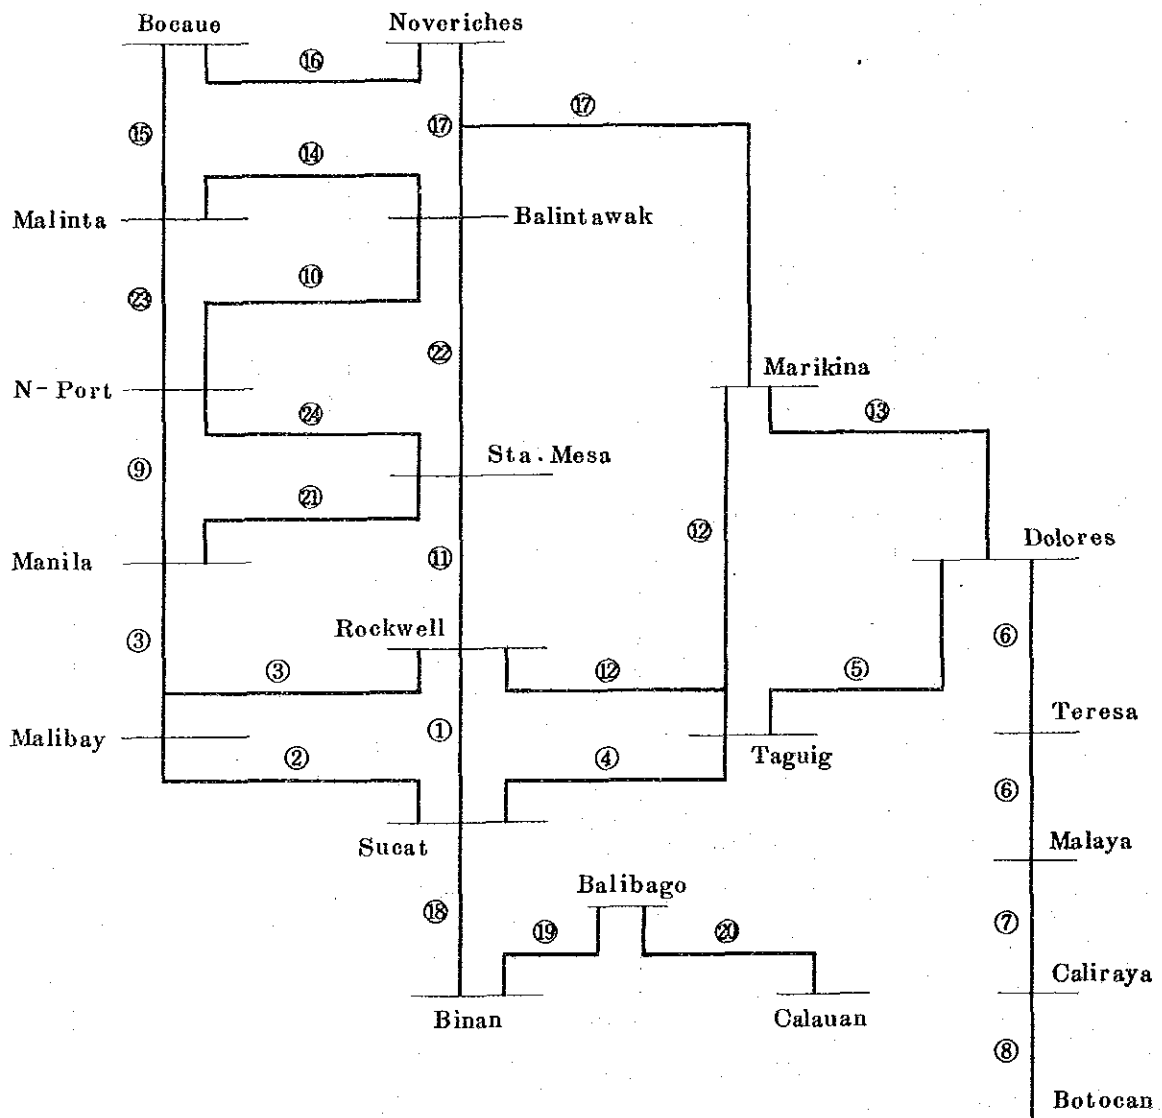 Bocaue
Noveriches
⑯
⑰
⑰
⑮
⑭
Malinta
Balintawak
⑩
㉓
㉒
Marikina
N-Port
⑬
㉔
Sta. Mesa
⑨
㉑
⑫
Dolores
Manila
⑪
Rockwell
③
⑥
③
⑫
⑤
Teresa
Malibay
①
②
④
Taguig
⑥
Sucat
Malaya
Balibago
⑱
⑲
⑳
⑦
Caliraya
Binan
Calauan
⑧
Botocan